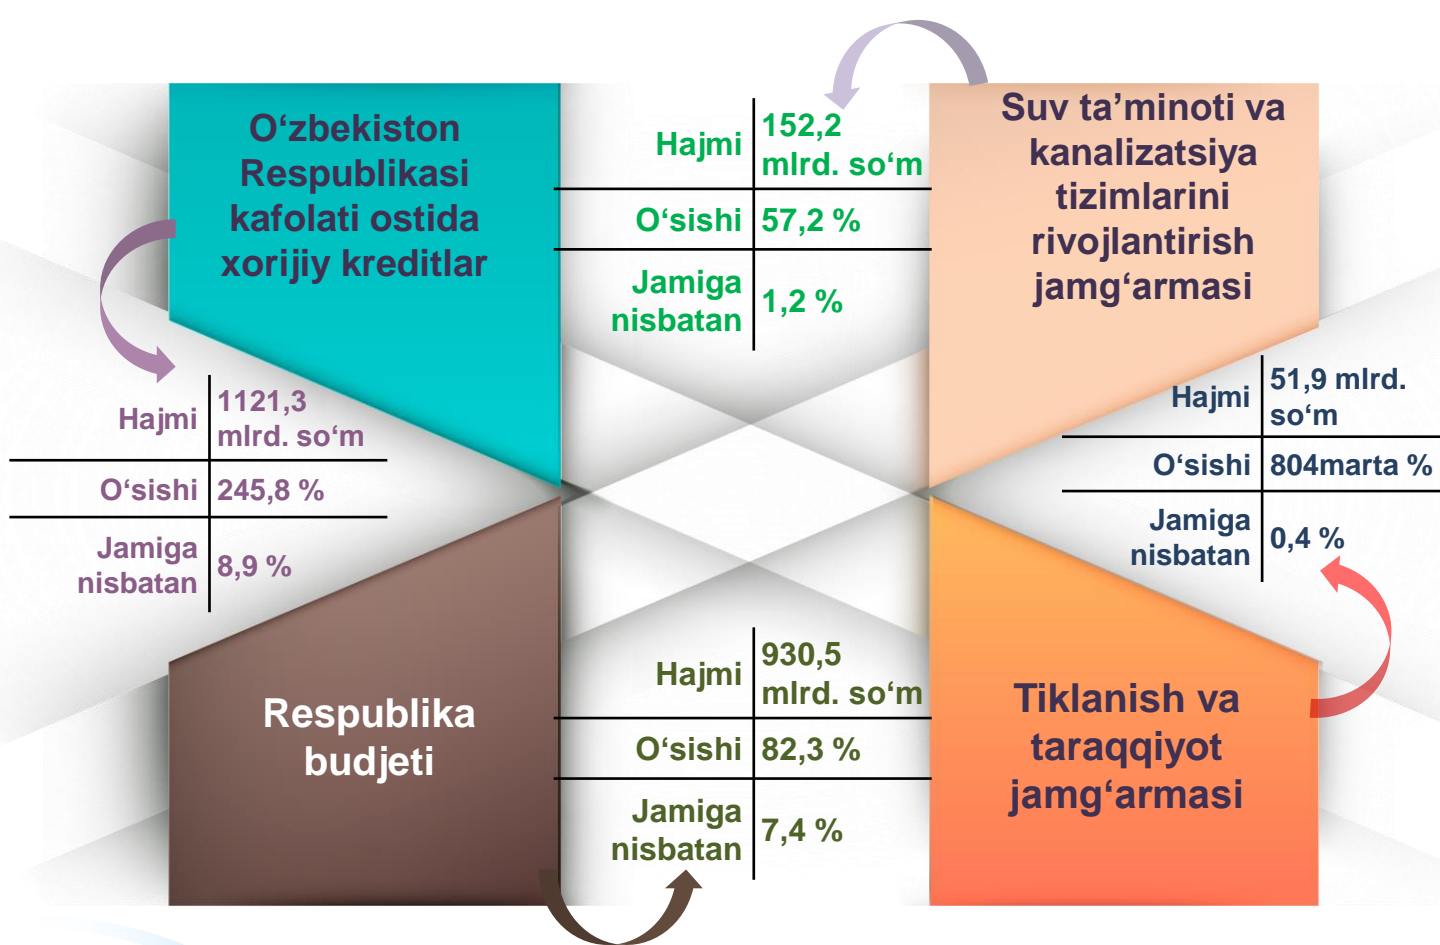 O‘zbekiston
Respublikasi
kafolati ostida
xorijiy kreditlar
Hajmi
1121,3
mlrd. so‘m
O‘sishi
245,8 %
Jamiga
nisbatan
8,9 %
Hajmi
152,2
mlrd. so‘m
O‘sishi
57,2 %
Jamiga
nisbatan
1,2 %
Suv ta’minoti va
kanalizatsiya
tizimlarini
rivojlantirish
jamg‘armasi
Hajmi
51,9 mlrd.
so‘m
O‘sishi
804marta %
Jamiga
nisbatan
0,4 %
Respublika
budjeti
Hajmi
930,5
mlrd. so‘m
O‘sishi
82,3 %
Jamiga
nisbatan
7,4 %
Tiklanish va
taraqqiyot
jamg‘armasi